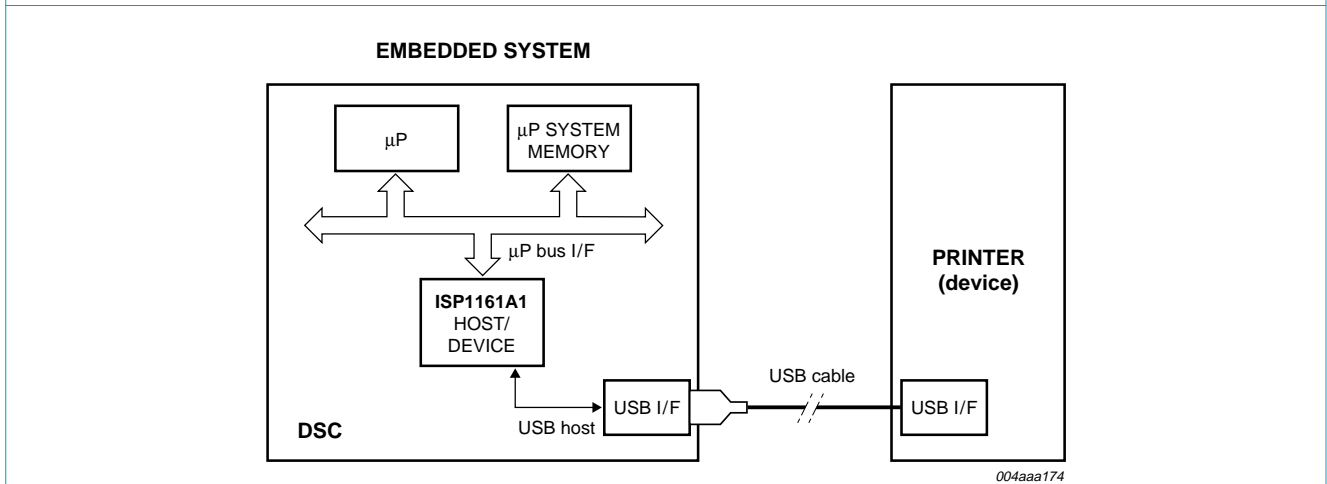 EMBEDDED SYSTEM
μP
μP SYSTEM
MEMORY
μP bus I/F
ISP1161A1
HOST/
DEVICE
USB host
USB I/F
DSC
USB cable
PRINTER
(device)
USB I/F
004aaa174